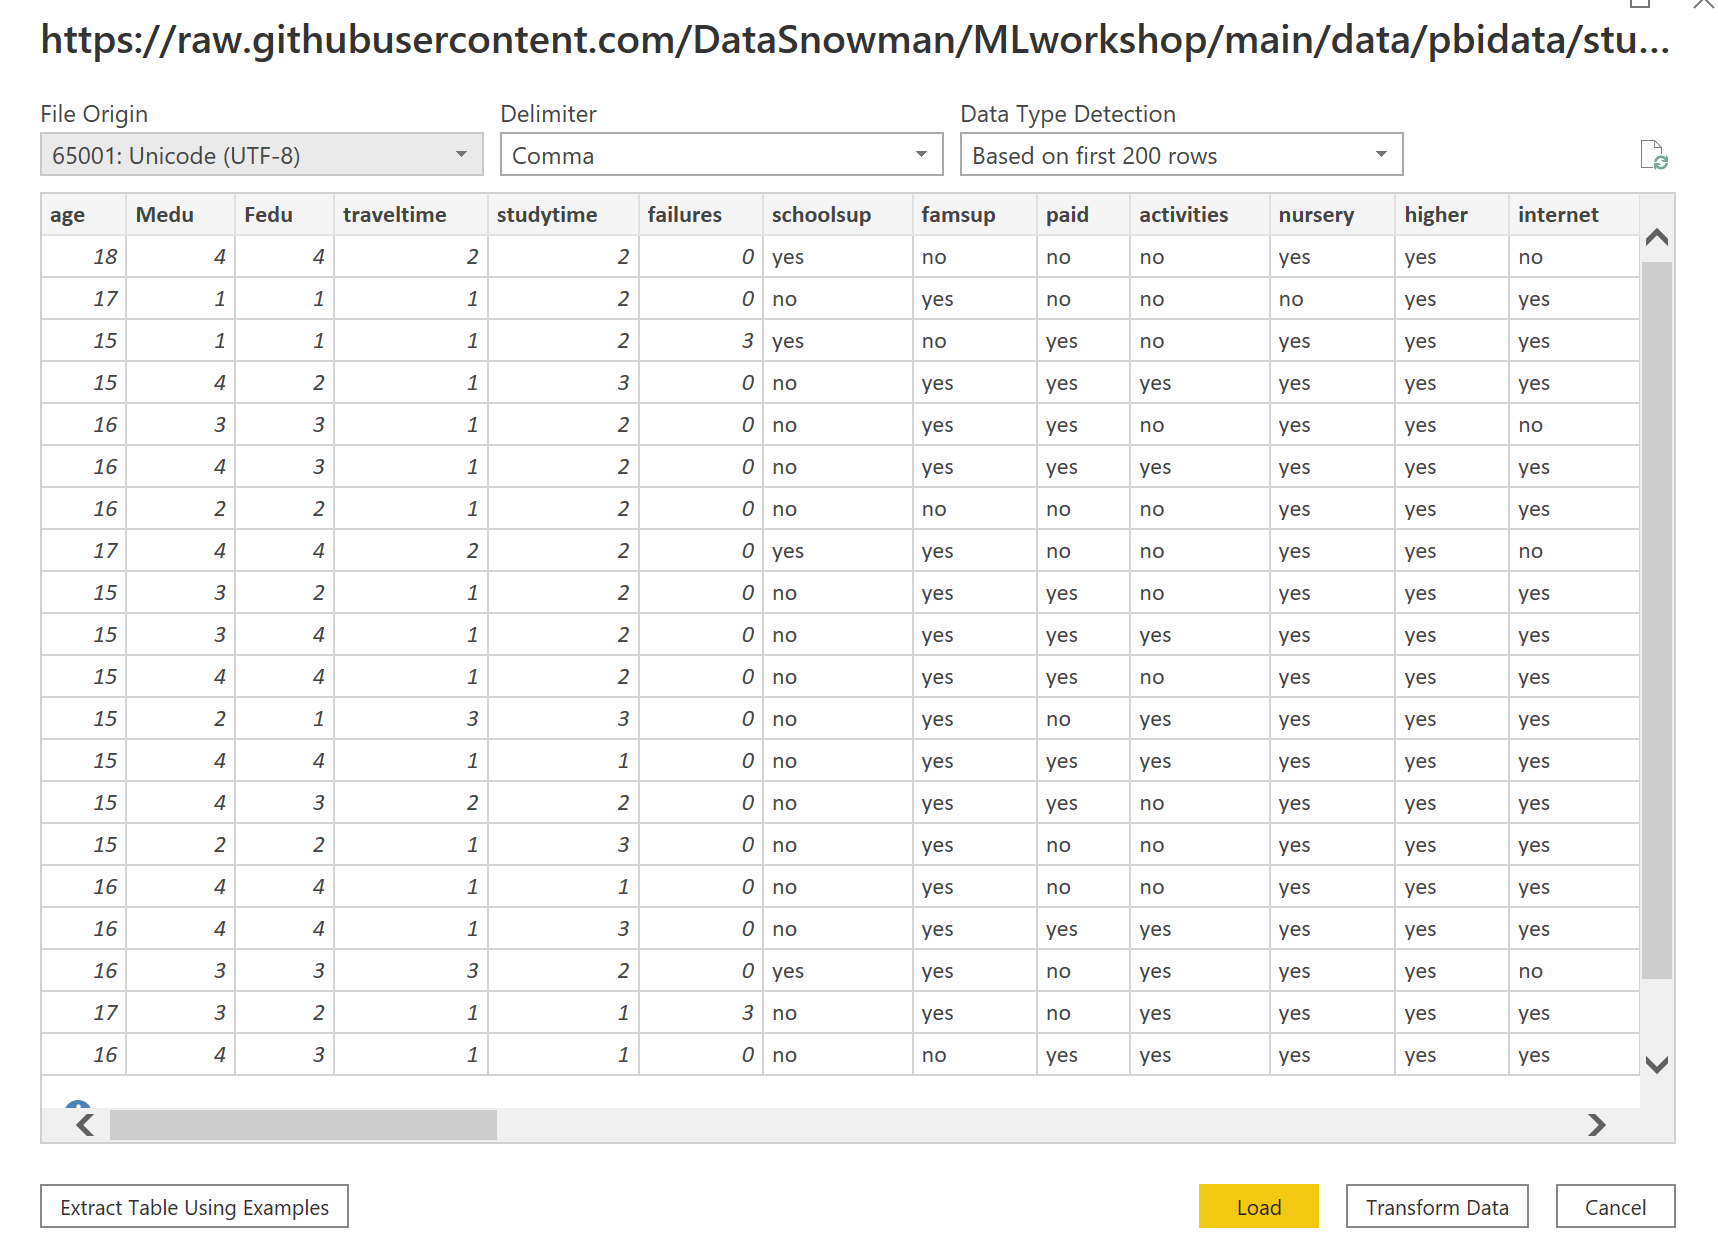 https://raw.githubusercontent.com/DataSnowman/MLworkshop/main/data/pbidata/stu...
File Origin Delimiter Data Type Detection
65001: Unicode (UTF-8) Comma Based on first 200 rows
age Medu Fedu traveltime studytime failures schoolsup famsup paid activities nursery higher internet
18 4 4 2 2 0 yes no no no yes yes no
17 1 1 1 2 0 no yes no no no yes yes
15 1 1 1 2 3 yes no yes no yes yes yes
15 4 2 1 3 0 no yes yes yes yes yes yes
16 3 3 1 2 0 no yes yes no yes yes no
16 4 3 1 2 0 no yes yes yes yes yes yes
16 2 2 1 2 0 no no no no yes yes yes
17 4 4 2 2 0 yes yes no no yes yes no
15 3 2 1 2 0 no yes yes no yes yes yes
15 3 4 1 2 0 no yes yes yes yes yes yes
15 4 4 1 2 0 no yes yes no yes yes yes
15 2 1 3 3 0 no yes no yes yes yes yes
15 4 4 1 1 0 no yes yes yes yes yes yes
15 4 3 2 2 0 no yes yes no yes yes yes
15 2 2 1 3 0 no yes no no yes yes yes
16 4 4 1 1 0 no yes no no yes yes yes
16 4 4 1 3 0 no yes yes yes yes yes yes
16 3 3 3 2 0 yes yes no yes yes yes no
17 3 2 1 1 3 no yes no yes yes yes yes
16 4 3 1 1 0 no no yes yes yes yes yes
Extract Table Using Examples Load Transform Data Cancel